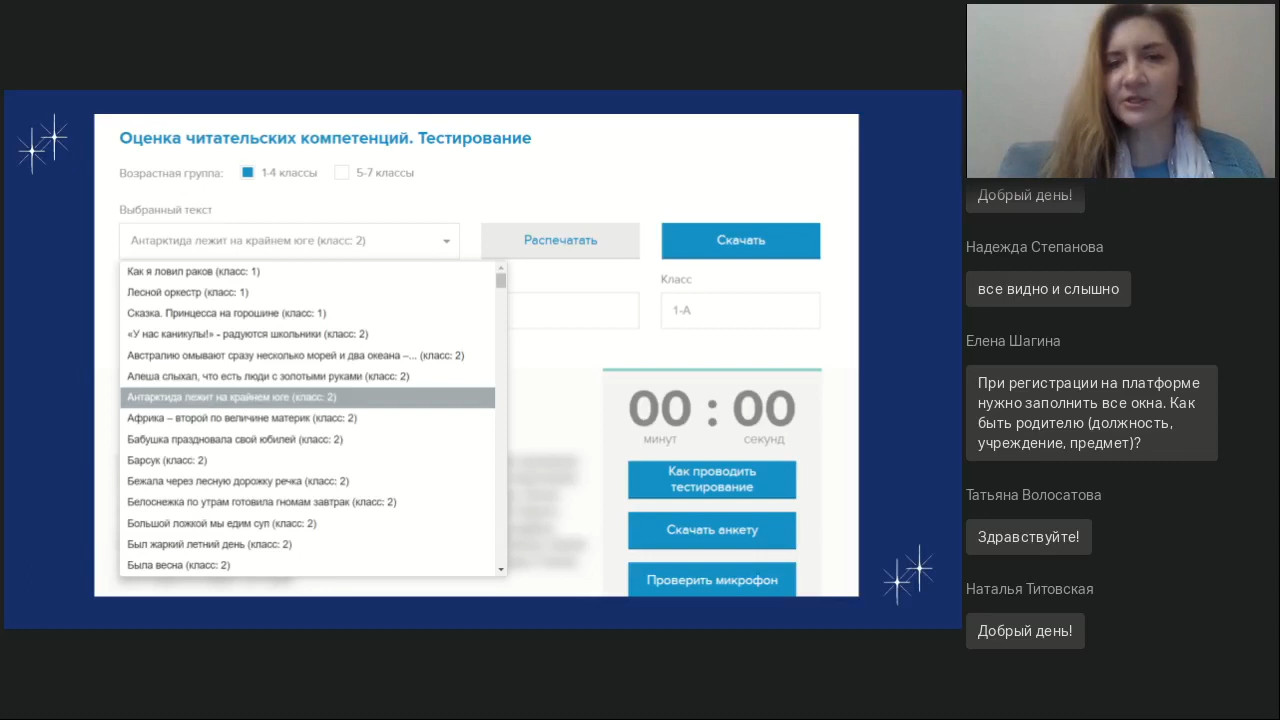 Оценка читательских компетенций. Тестирование
Возрастная группа: 1-4 классы 5-7 классы
Выбранный текст
Антарктида лежит на крайнем юге (класс: 2)
Распечатать
Скачать
Как я ловил раков (класс: 1)
Лесной оркестр (класс: 1)
Сказка. Принцесса на горошине (класс: 1)
«У нас каникулы!» - радуются школьники (класс: 2)
Австралию омывают сразу несколько морей и два океана –... (класс: 2)
Алеша слыхал, что есть люди с золотыми руками (класс: 2)
Антарктида лежит на крайнем юге (класс: 2)
Африка – второй по величине материк (класс: 2)
Бабушка праздновала свой юбилей (класс: 2)
Барсук (класс: 2)
Бежала через лесную дорожку речка (класс: 2)
Белоснежка по утрам готовила гномам завтрак (класс: 2)
Большой ложкой мы едим суп (класс: 2)
Был жаркий летний день (класс: 2)
Была весна (класс: 2)
Класс
1-А
00 : 00
минут секунд
Как проводить
тестирование
Скачать анкету
Проверить микрофон
Добрый день!
Надежда Степанова
все видно и слышно
Елена Шагина
При регистрации на платформе
нужно заполнить все окна. Как
быть родителю (должность,
учреждение, предмет)?
Татьяна Волосатова
Здравствуйте!
Наталья Титовская
Добрый день!